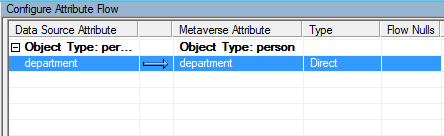 Configure Attribute Flow
Data Source Attribute Metaverse Attribute Type Flow Nulls
Object Type: per... Object Type: person
department department Direct